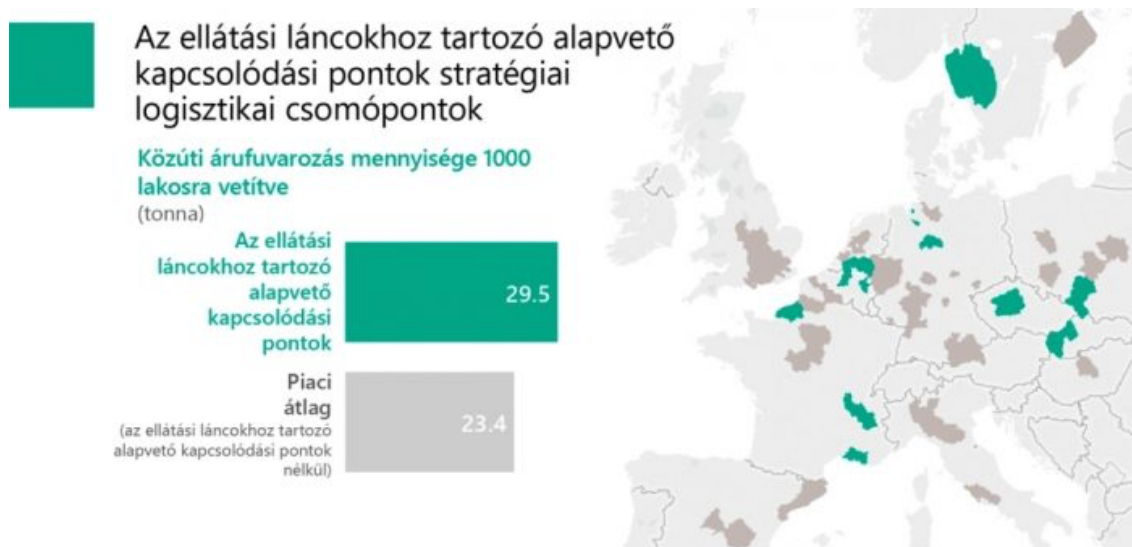 Az ellátási láncokhoz tartozó alapvető
kapcsolódási pontok stratégiai
logisztikai csomópontok
Közúti árufuvarozás mennyisége 1000
lakosra vetítve
(tonna)
Az ellátási
láncokhoz tartozó
alapvető
kapcsolódási
pontok
29.5
Piaci
átlag
(az ellátási láncokhoz tartozó
alapvető kapcsolódási pontok
nélkül)
23.4